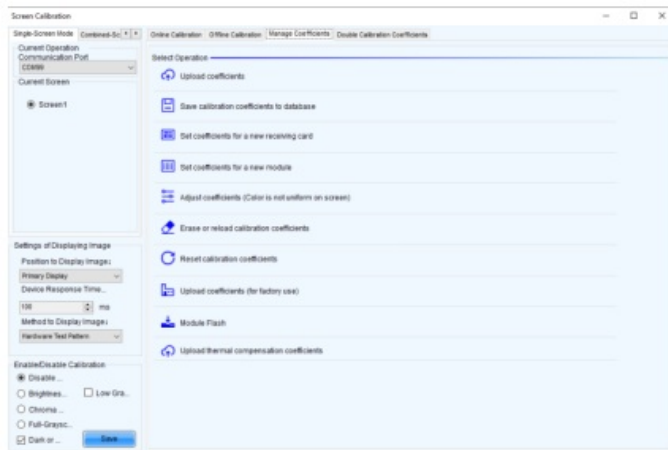 Screen Calibration
Single-Screen Mode Combined-Sc
Online Calibration Offline Calibration Manage Coefficients Double Calibration Coefficients
Current Operation
Communication Port
Current Screen
Screen1
Select Operation
Upload coefficients
Save calibration coefficients to database
Set coefficients for a new receiving card
Set coefficients for a new module
Adjust coefficients (Color is not uniform on screen)
Erase or reload calibration coefficients
Reset calibration coefficients
Upload coefficients (for factory use)
Module Flash
Upload thermal compensation coefficients
Settings of Displaying Image
Position to Display Image:
Primary Display
Device Response Time...
100 ms
Method to Display Image:
Hardware Test Pattern
Enable/Disable Calibration
Disable ...
Brightnes... Low Gra...
Chroma ...
Full-Graysc...
Dark or ... Save